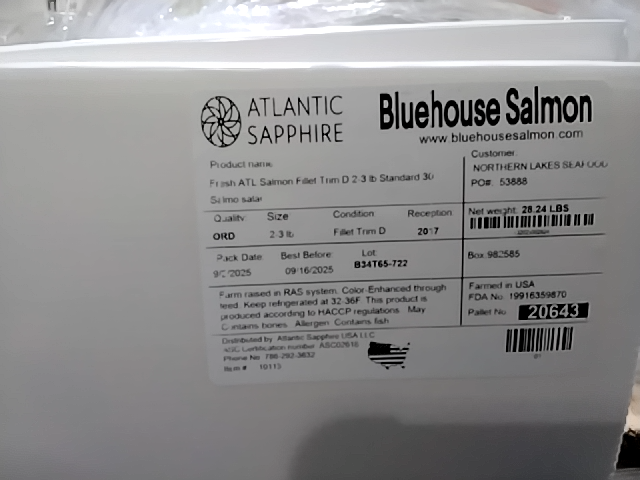 ATLANTIC
SAPPHIRE
Bluehouse Salmon
www.bluehousesalmon.com
Product name
Fresh ATL Salmon Fillet Trim D 2-3 lb Standard 30
Salmo salar
Customer
NORTHERN LAKES SEAFOOD
PO#: 53888
Quality: Size Condition: Reception:
ORD 2-3 lb Fillet Trim D 2017
Net weight: 28.24 LBS
Pack Date: Best Before: Lot:
09/16/2025 B34T65-722
Box:982585
Farm raised in RAS system. Color-Enhanced through
feed. Keep refrigerated at 32-36F. This product is
produced according to HACCP regulations. May
Contains bones. Allergen: Contains fish
Farmed in USA
FDA No. 19916359870
Pallet No. 20643
Distributed by Atlantic Sapphire USA LLC
ASC Certification number ASC02616
Phone No 786-292-3632
Item # 10113